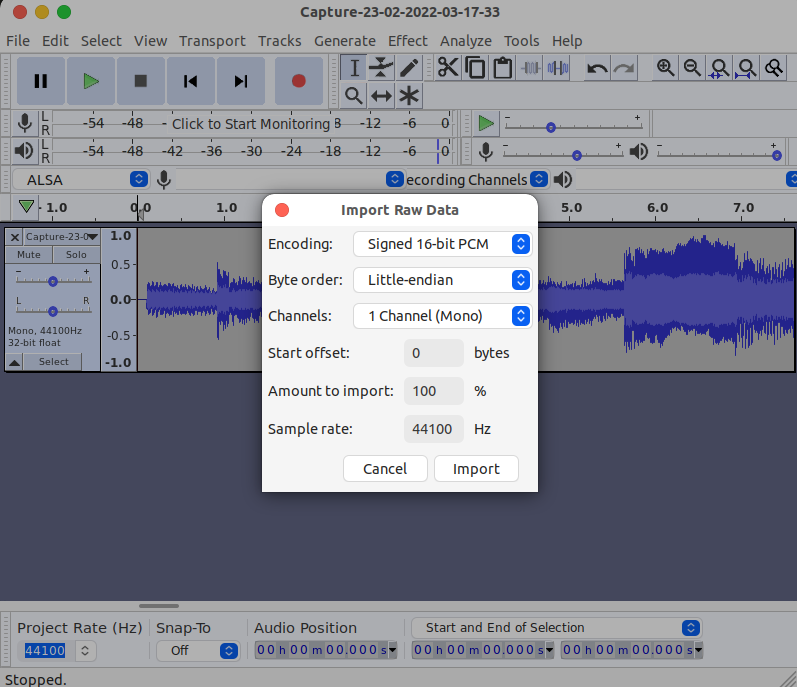 Capture-23-02-2022-03-17-33
File Edit Select View Transport Tracks Generate Effect Analyze Tools Help
L
R
-54 -48 - Click to Start Monitoring 8 -12 -6 0
- +
L
R
-54 -48 -42 -36 -30 -24 -18 -12 -6 0
- + - +
ALSA
ecording Channels
- 1.0 0.0 1.0 5.0 6.0 7.0
Import Raw Data
Encoding: Signed 16-bit PCM
Byte order: Little-endian
Channels: 1 Channel (Mono)
Start offset: 0 bytes
Amount to import: 100 %
Sample rate: 44100 Hz
Cancel Import
Capture-23-0
Mute Solo
- +
L R
Mono, 44100Hz
32-bit float
Select
1.0
0.5
0.0
-0.5
-1.0
Project Rate (Hz) Snap-To Audio Position Start and End of Selection
44100 Off 00 h 00 m 00.000 s 00 h 00 m 00.000 s 00 h 00 m 00.000 s
Stopped.